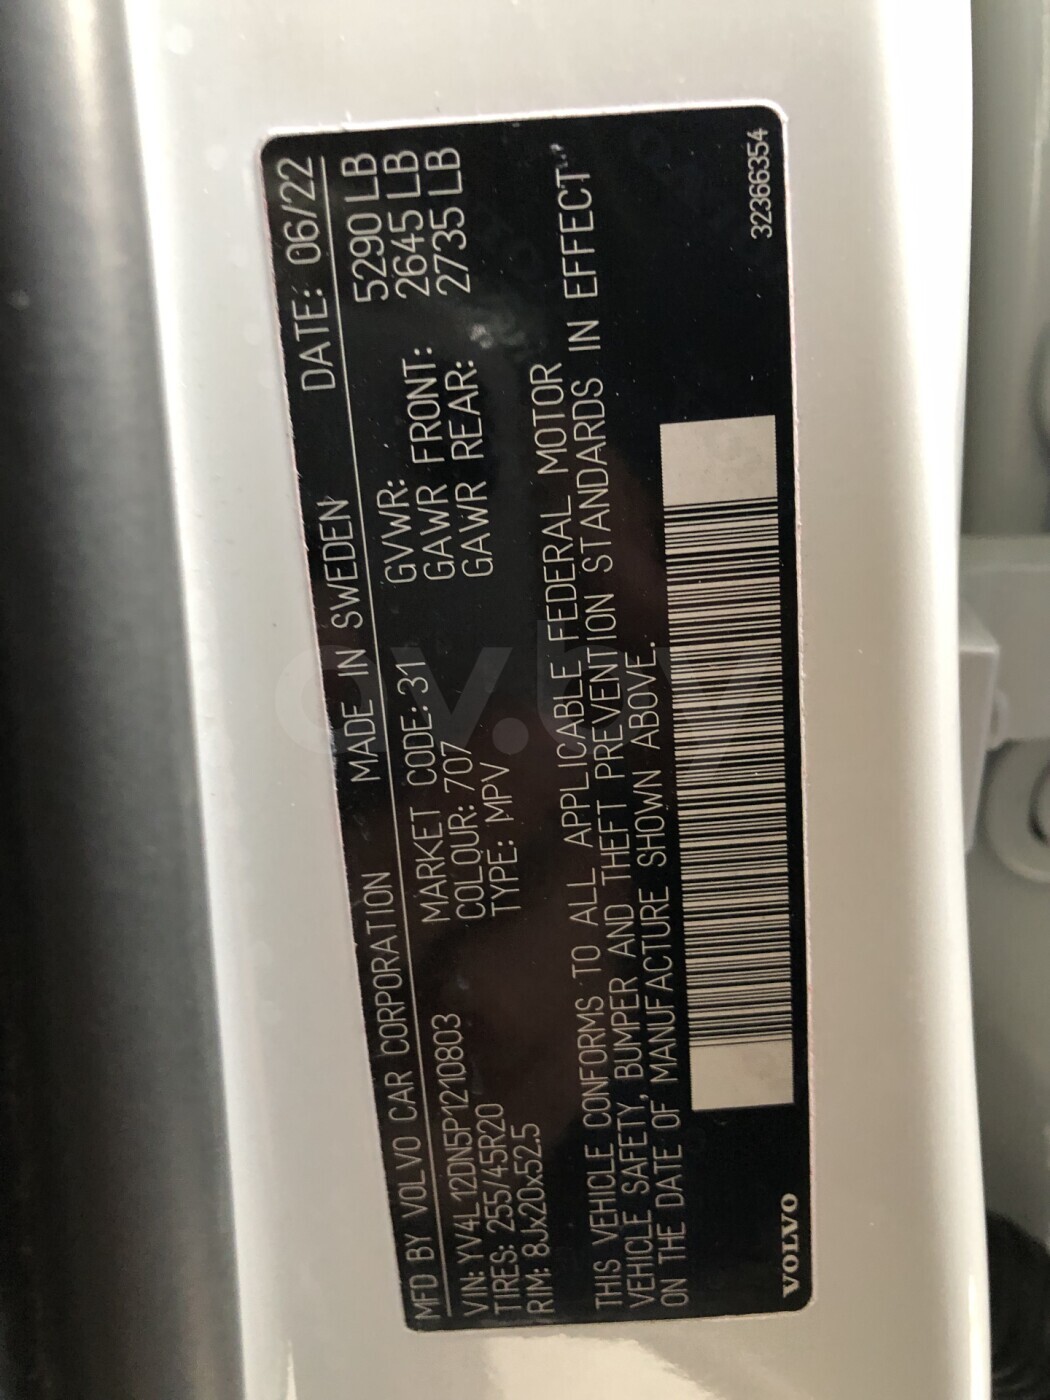 MFD BY VOLVO CAR CORPORATION MADE IN SWEDEN DATE: 06/22
VIN: YV4L12DN5P1210803 MARKET CODE: 31 GVWR: 5290 LB
TIRES: 255/45R20 COLOUR: 707 GAWR FRONT: 2645 LB
RIM: 8Jx20x52.5 TYPE: MPV GAWR REAR: 2735 LB
THIS VEHICLE CONFORMS TO ALL APPLICABLE FEDERAL MOTOR
VEHICLE SAFETY, BUMPER AND THEFT PREVENTION STANDARDS IN EFFECT
ON THE DATE OF MANUFACTURE SHOWN ABOVE.
VOLVO 32366354
av.by